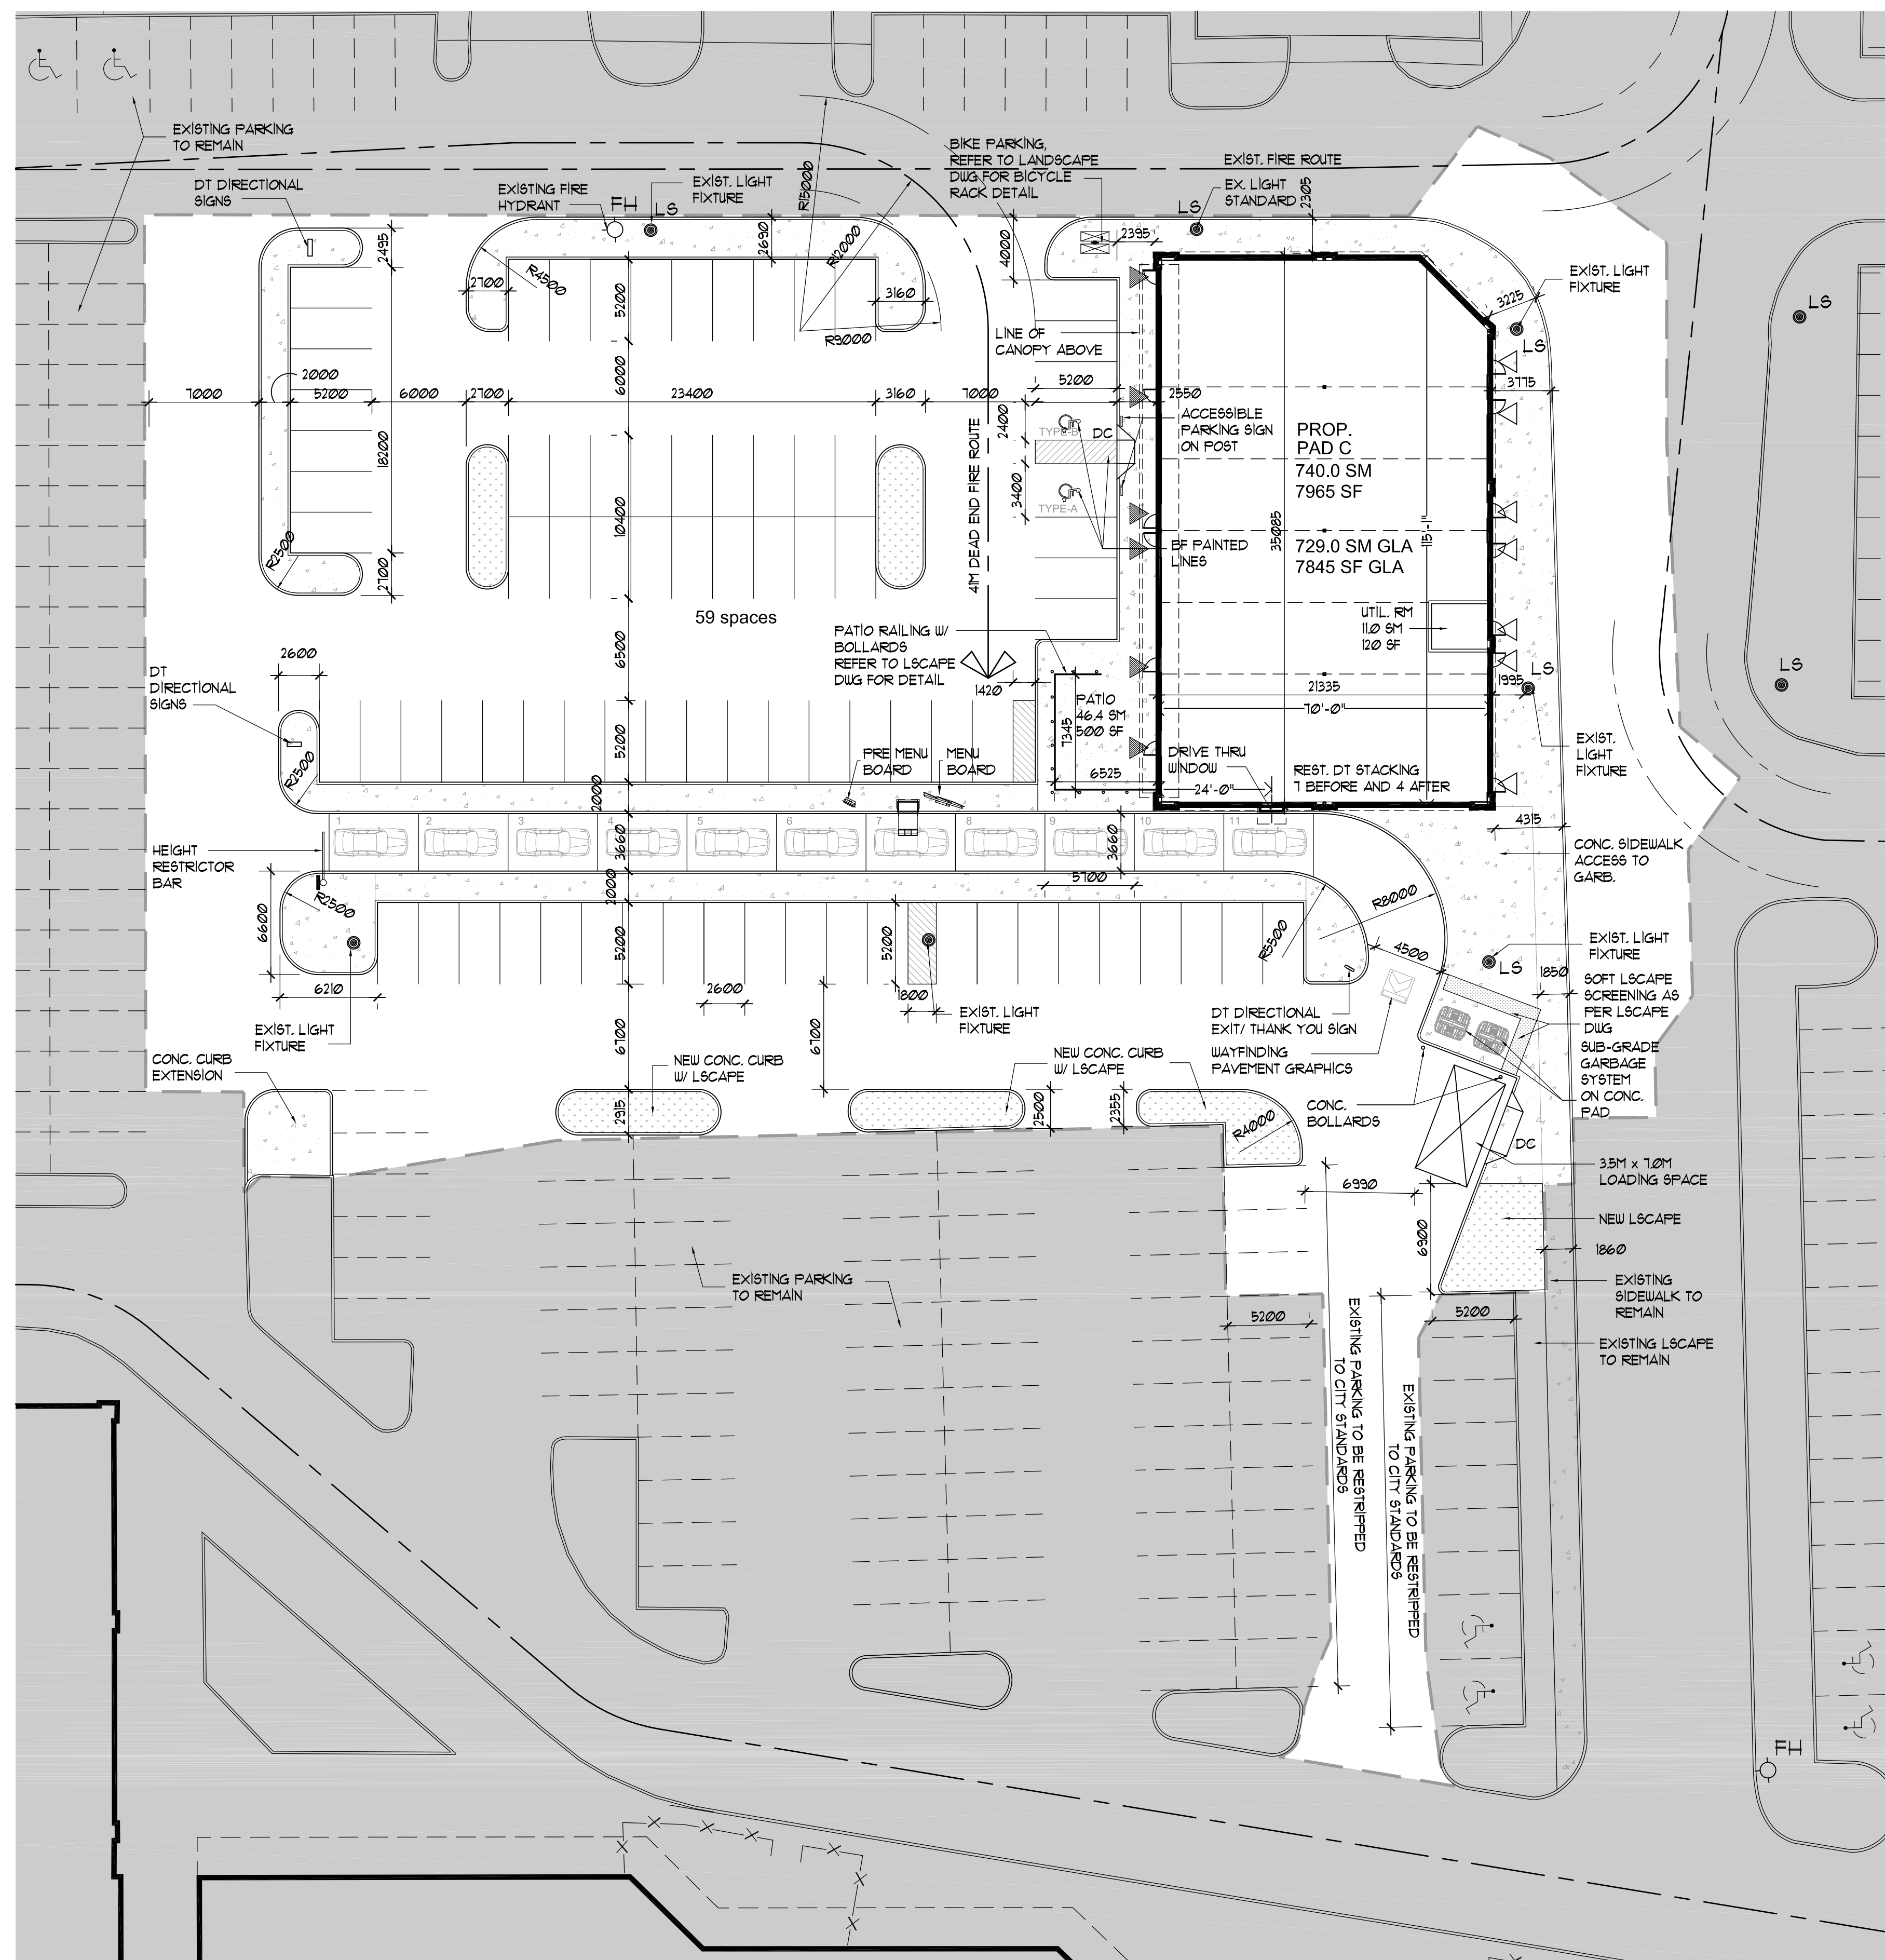 EXISTING PARKING
TO REMAIN
DT DIRECTIONAL
SIGNS
EXISTING FIRE
HYDRANT
FH
LS
EXIST. LIGHT
FIXTURE
BIKE PARKING,
REFER TO LANDSCAPE
DWG FOR BICYCLE
RACK DETAIL
EXIST. FIRE ROUTE
EX. LIGHT
STANDARD
LS
2305
R15000
R12000
R9000
2495
R4500
2700
5200
2690
3160
4000
2395
EXIST. LIGHT
FIXTURE
3225
LS
LS
LINE OF
CANOPY ABOVE
7000
2000
5200
6000
2700
6000
23400
3160
7000
5200
2550
3775
2400
TYPE-B
DC
ACCESSIBLE
PARKING SIGN
ON POST
PROP.
PAD C
740.0 SM
7965 SF
18200
3400
TYPE-A
10400
41M DEAD END FIRE ROUTE
BF PAINTED
LINES
35085
115'-1"
729.0 SM GLA
7845 SF GLA
R2500
2700
59 spaces
UTIL. RM
11.0 SM
120 SF
PATIO RAILING W/
BOLLARDS
REFER TO LSCAPE
DWG FOR DETAIL
6500
2600
DT
DIRECTIONAL
SIGNS
1420
PATIO
46.4 SM
500 SF
7345
21335
70'-0"
1995
LS
LS
5200
R2500
2000
PRE MENU
BOARD
MENU
BOARD
DRIVE THRU
WINDOW
6525
24'-0"
REST. DT STACKING
7 BEFORE AND 4 AFTER
EXIST.
LIGHT
FIXTURE
4315
1
2
3
4
5
6
7
8
9
10
11
3660
3660
HEIGHT
RESTRICTOR
BAR
CONC. SIDEWALK
ACCESS TO
GARB.
R2500
2000
5700
R8000
6600
5200
5200
R5500
4500
EXIST. LIGHT
FIXTURE
LS
1850
6210
2600
1800
EXIST. LIGHT
FIXTURE
EXIST. LIGHT
FIXTURE
DT DIRECTIONAL
EXIT/ THANK YOU SIGN
WAYFINDING
PAVEMENT GRAPHICS
SOFT LSCAPE
SCREENING AS
PER LSCAPE
DWG
SUB-GRADE
GARBAGE
SYSTEM
ON CONC.
PAD
6700
6700
CONC. CURB
EXTENSION
NEW CONC. CURB
W/ LSCAPE
NEW CONC. CURB
W/ LSCAPE
2915
2500
2355
R4000
CONC.
BOLLARDS
DC
3.5M x 7.0M
LOADING SPACE
6990
6900
NEW LSCAPE
1860
EXISTING PARKING
TO REMAIN
5200
5200
EXISTING
SIDEWALK TO
REMAIN
EXISTING LSCAPE
TO REMAIN
EXISTING PARKING TO BE RESTRIPPED
TO CITY STANDARDS
EXISTING PARKING TO BE RESTRIPPED
TO CITY STANDARDS
FH